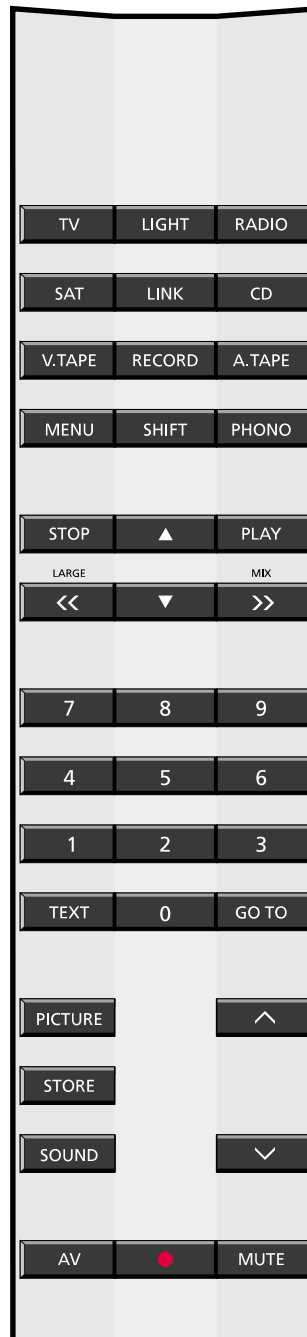 TV LIGHT RADIO
SAT LINK CD
V.TAPE RECORD A.TAPE
MENU SHIFT PHONO
STOP ▲ PLAY
LARGE MIX
<< ▼ >>
7 8 9
4 5 6
1 2 3
TEXT 0 GO TO
PICTURE
STORE
SOUND
AV MUTE